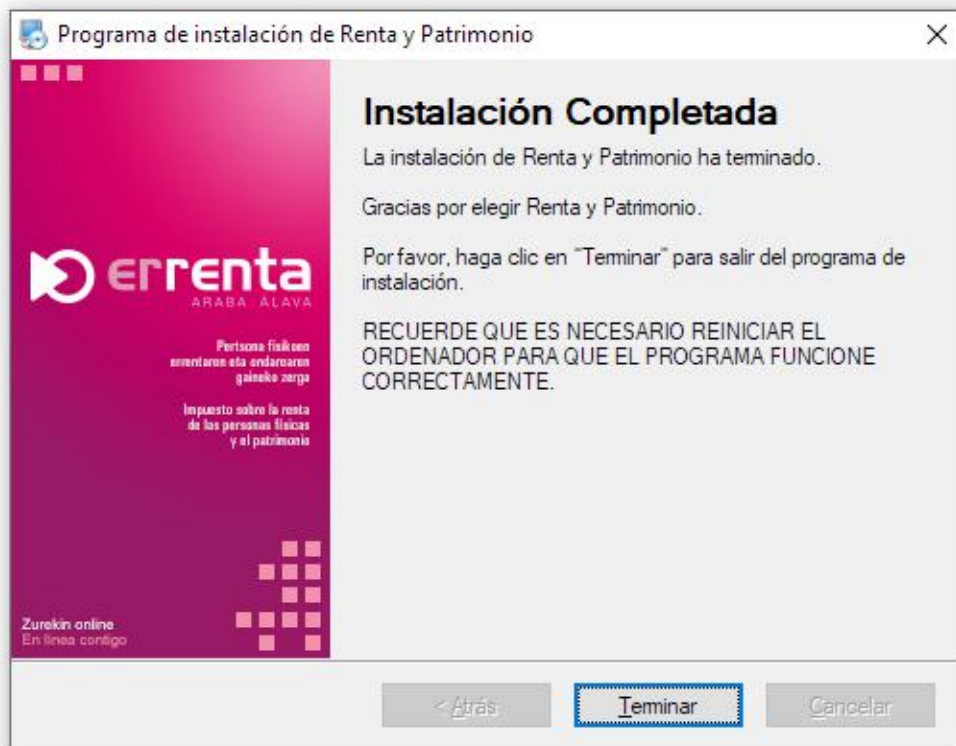 Programa de instalación de Renta y Patrimonio
Instalación Completada
La instalación de Renta y Patrimonio ha terminado.
Gracias por elegir Renta y Patrimonio.
Por favor, haga clic en "Terminar" para salir del programa de
instalación.
RECUERDE QUE ES NECESARIO REINICIAR EL
ORDENADOR PARA QUE EL PROGRAMA FUNCIONE
CORRECTAMENTE.
errenta
ARABA ÁLAVA
Pertsona fisikoen
errentaren eta ondarearen
gaineko zerga
Impuesto sobre la renta
de las personas físicas
y el patrimonio
Zurekin online
En línea contigo
< Atrás
Terminar
Cancelar